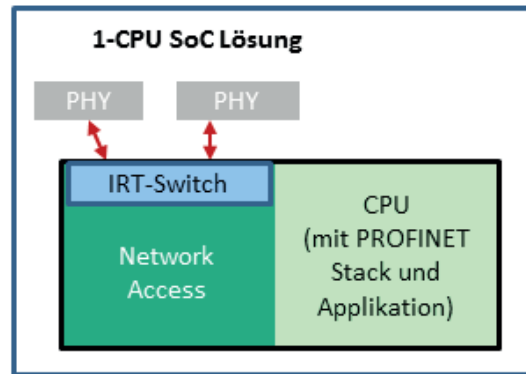 1-CPU SoC Lösung
PHY
PHY
IRT-Switch
Network
Access
CPU
(mit PROFINET
Stack und
Applikation)